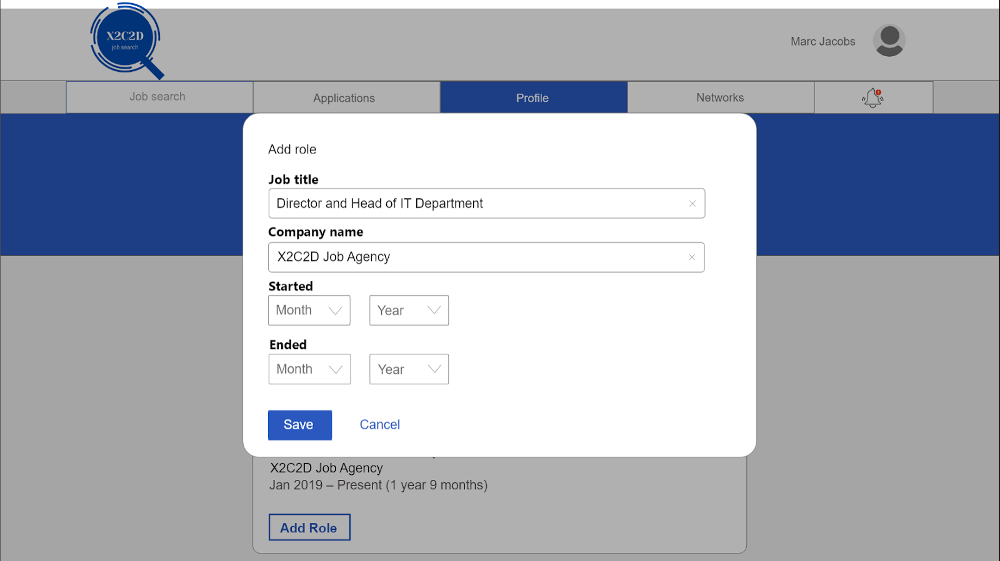 X2C2D
job search
Marc Jacobs
Job search
Applications
Profile
Networks
1
Add role
Job title
Director and Head of IT Department
Company name
X2C2D Job Agency
Started
Month
Year
Ended
Month
Year
Save
Cancel
X2C2D Job Agency
Jan 2019 – Present (1 year 9 months)
Add Role